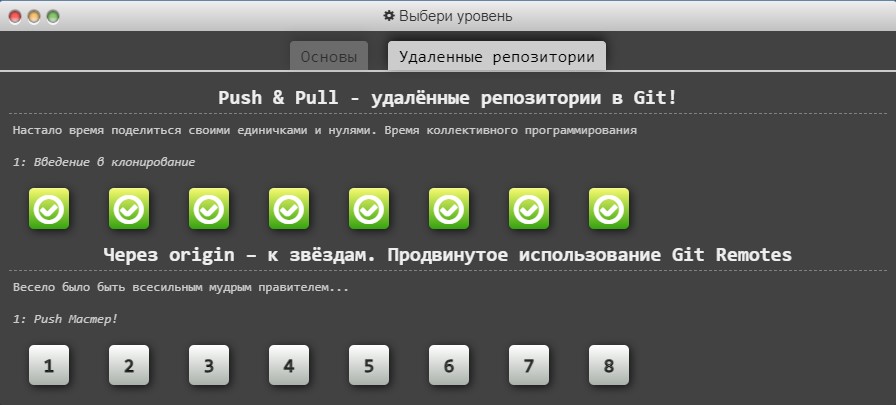 Выбери уровень
Основы Удаленные репозитории
Push & Pull - удалённые репозитории в Git!
Настало время поделиться своими единичками и нулями. Время коллективного программирования
1: Введение в клонирование
Через origin – к звёздам. Продвинутое использование Git Remotes
Весело было быть всесильным мудрым правителем...
1: Push Мастер!
1 2 3 4 5 6 7 8